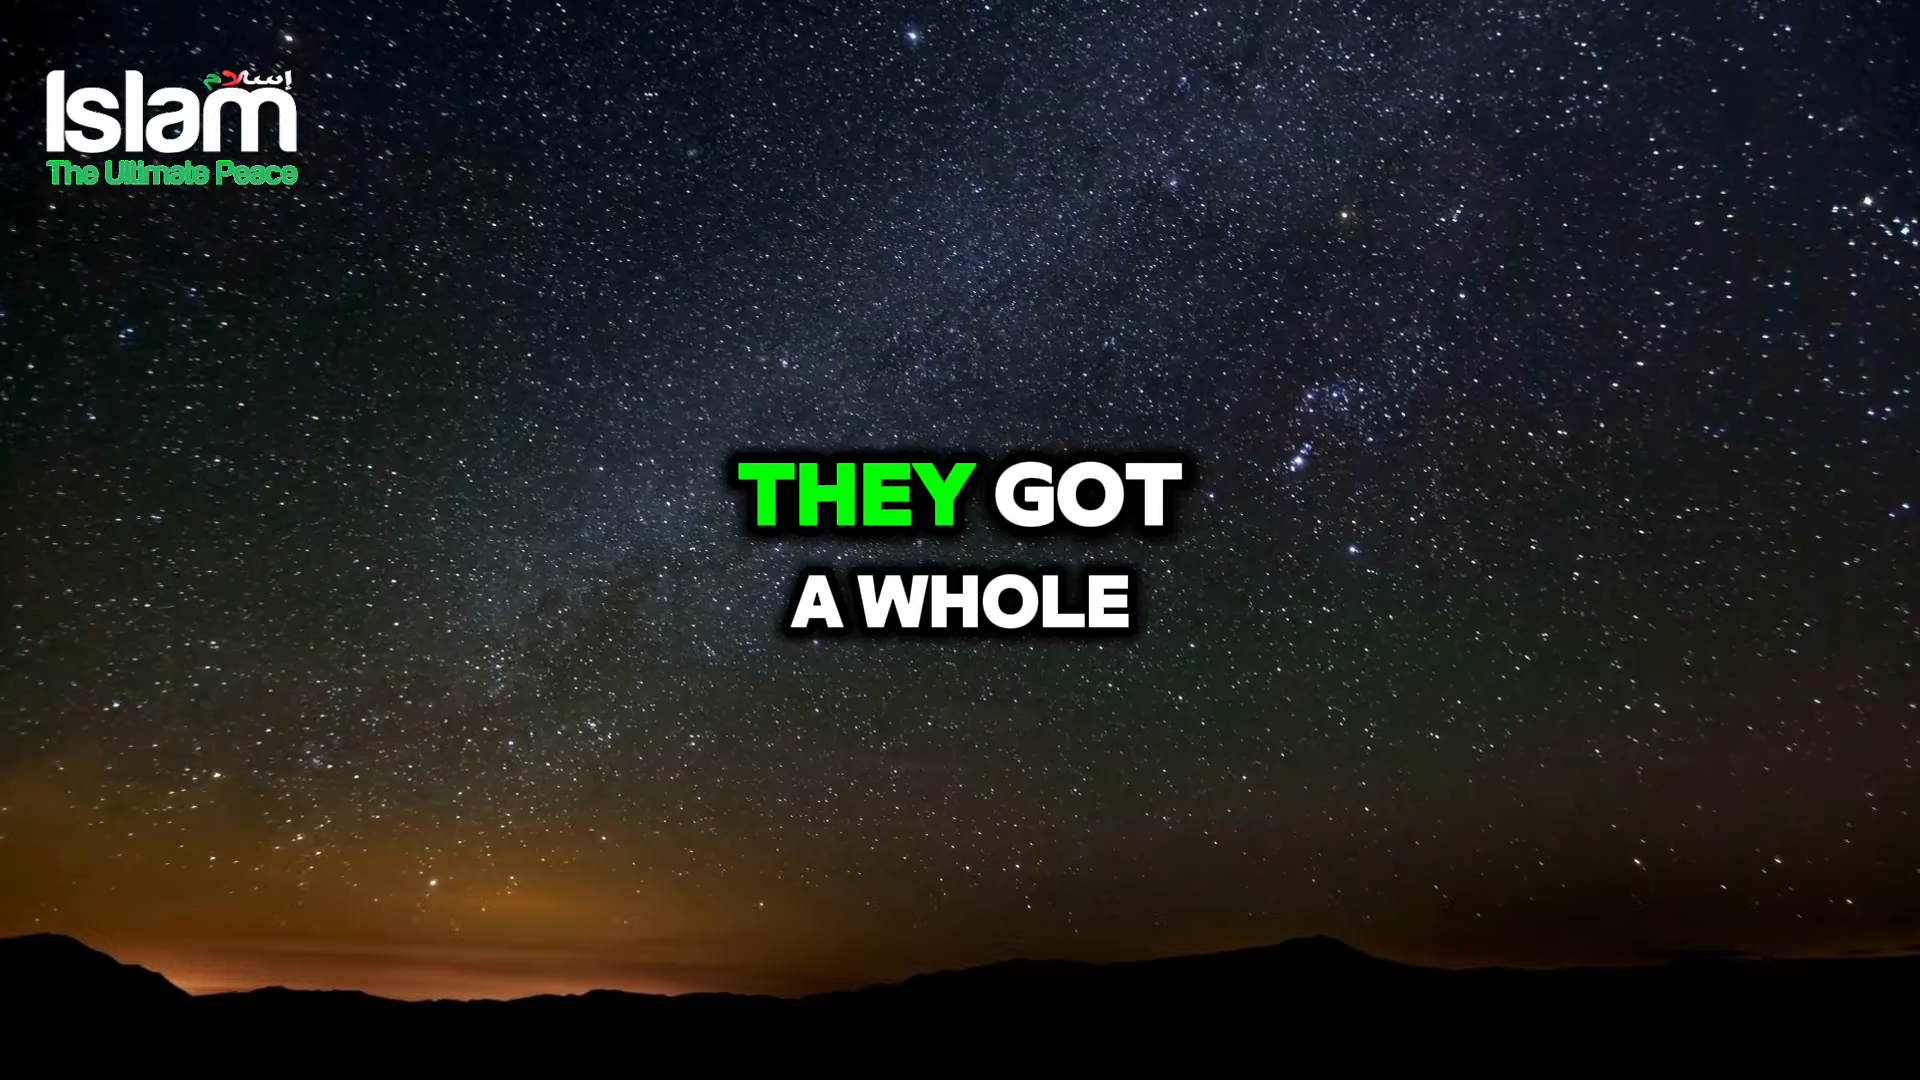 إسلام
Islam
The Ultimate Peace
THEY GOT
A WHOLE